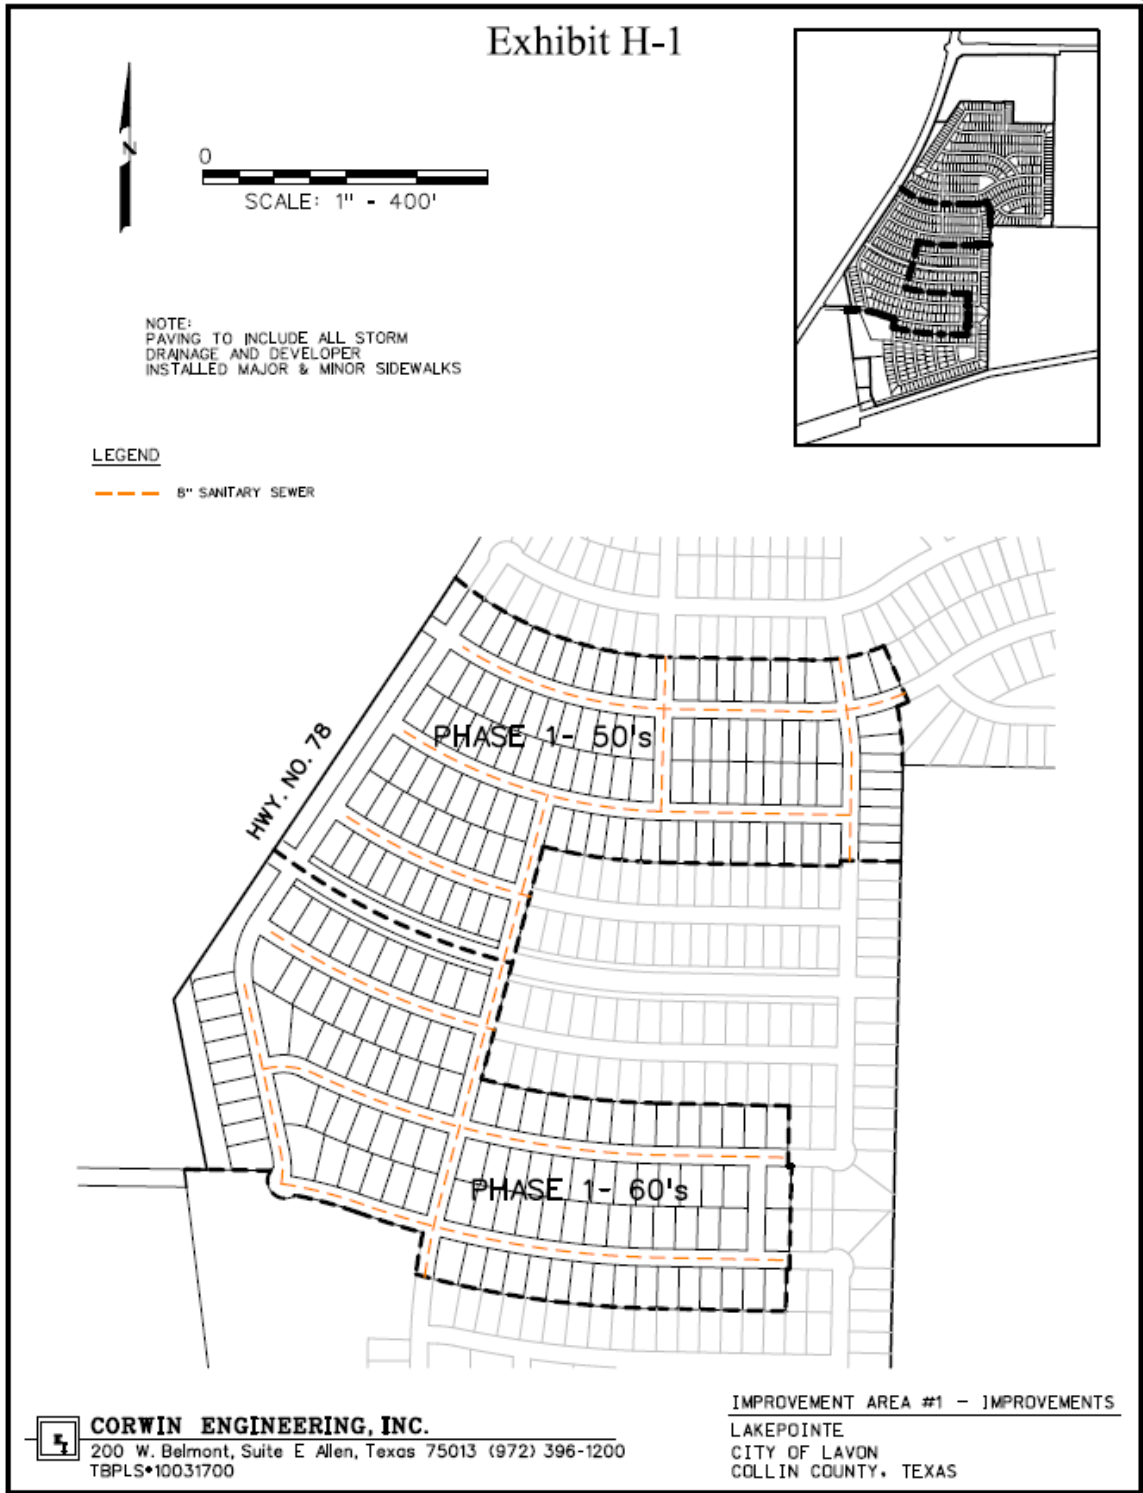 Exhibit H-1
N
0
SCALE: 1" - 400'
NOTE:
PAVING TO INCLUDE ALL STORM
DRAINAGE AND DEVELOPER
INSTALLED MAJOR & MINOR SIDEWALKS
LEGEND
8" SANITARY SEWER
HWY. NO. 78
PHASE 1- 50's
PHASE 1- 60's
CORWIN ENGINEERING, INC.
200 W. Belmont, Suite E Allen, Texas 75013 (972) 396-1200
TBPLS•10031700
IMPROVEMENT AREA #1 - IMPROVEMENTS
LAKEPOINTE
CITY OF LAVON
COLLIN COUNTY, TEXAS